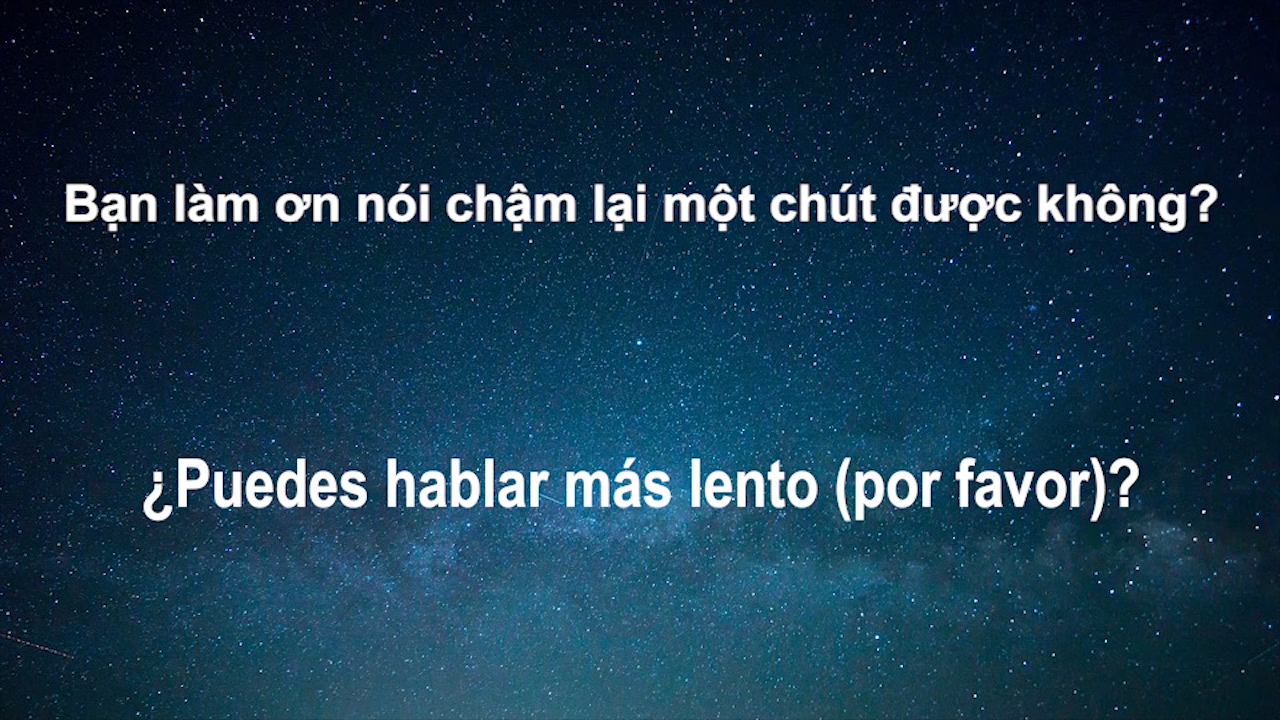 Bạn làm ơn nói chậm lại một chút được không?
¿Puedes hablar más lento (por favor)?